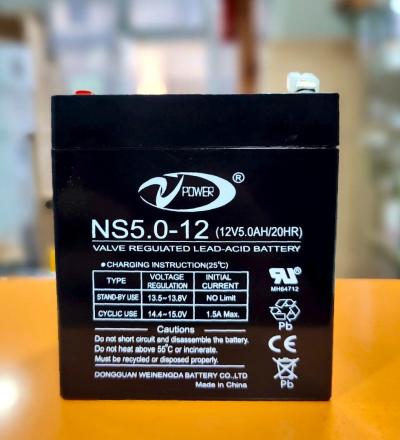 V POWER ®
NS5.0-12 (12V5.0AH/20HR)
VALVE REGULATED LEAD-ACID BATTERY
● CHARGING INSTRUCTION(25℃)
TYPE VOLTAGE REGULATION INITIAL CURRENT
STAND-BY USE 13.5~13.8V NO Limit
CYCLIC USE 14.4~15.0V 1.5A Max.
RU
MH64712
Pb
Cautions
Do not short circuit and disassemble the battery.
Do not heat above 55℃ or incinerate.
Must be recycled or disposed properly.
CE
Pb
DONGGUAN WEINENGDA BATTERY CO.,LTD
Made in China